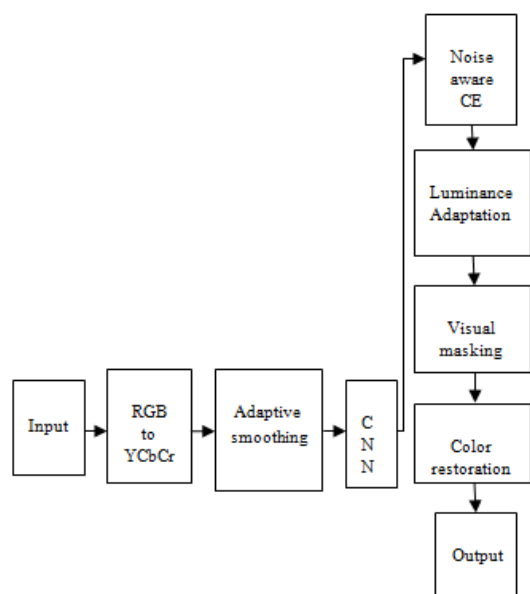 Input
RGB
to
YCbCr
Adaptive
smoothing
C
N
N
Noise
aware
CE
Luminance
Adaptation
Visual
masking
Color
restoration
Output